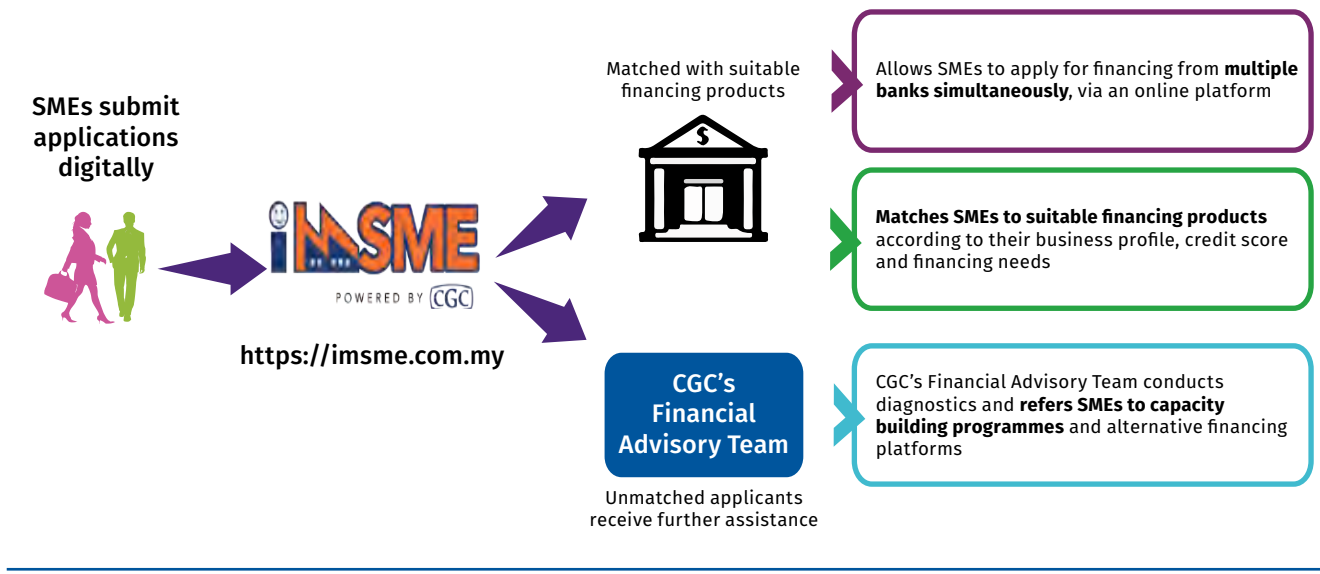 SMEs submit
applications
digitally
imSME
POWERED BY CGC
https://imsme.com.my
Matched with suitable
financing products
$
CGC's
Financial
Advisory Team
Unmatched applicants
receive further assistance
Allows SMEs to apply for financing from multiple
banks simultaneously, via an online platform
Matches SMEs to suitable financing products
according to their business profile, credit score
and financing needs
CGC's Financial Advisory Team conducts
diagnostics and refers SMEs to capacity
building programmes and alternative financing
platforms